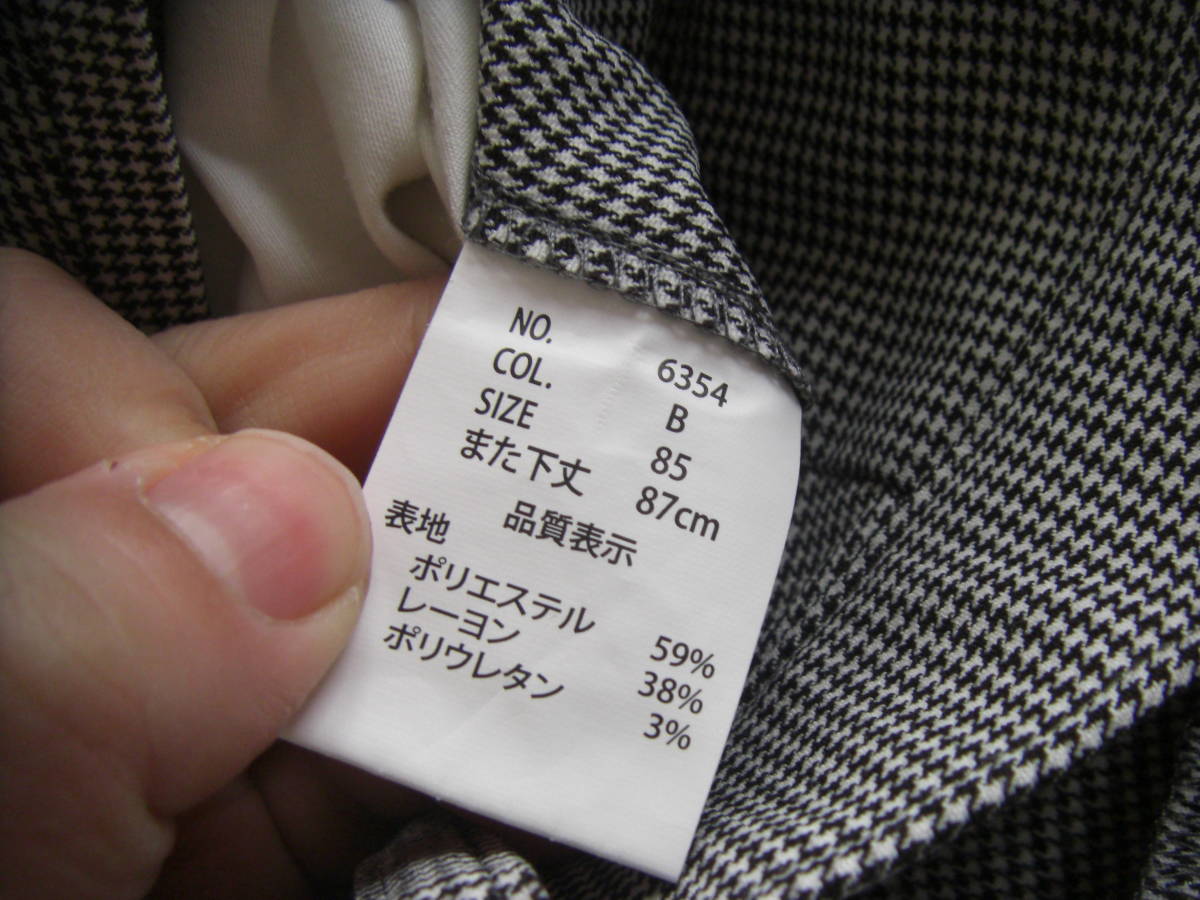 NO. 6354
COL. B
SIZE 85
また下丈 87cm
品質表示
表地
ポリエステル 59%
レーヨン 38%
ポリウレタン 3%